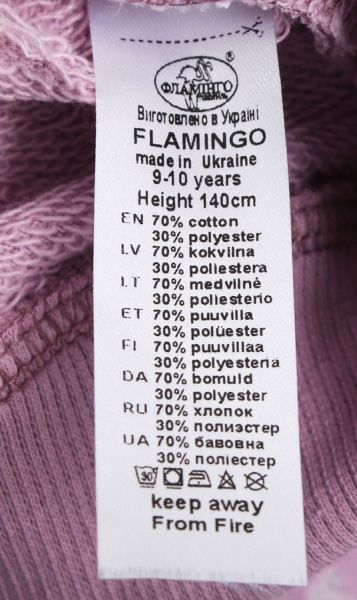 ФЛАМІНГО
Виготовлено в Україні
FLAMINGO
made in Ukraine
9-10 years
Height 140cm
EN 70% cotton
30% polyester
LV 70% kokvilna
30% poliestera
LT 70% medvilnė
30% poliesterio
ET 70% puuvilla
30% polüester
FI 70% puuvillaa
30% polyesteriä
DA 70% bomuld
30% polyester
RU 70% хлопок
30% полиэстер
UA 70% бавовна
30% поліестер
30
keep away
From Fire